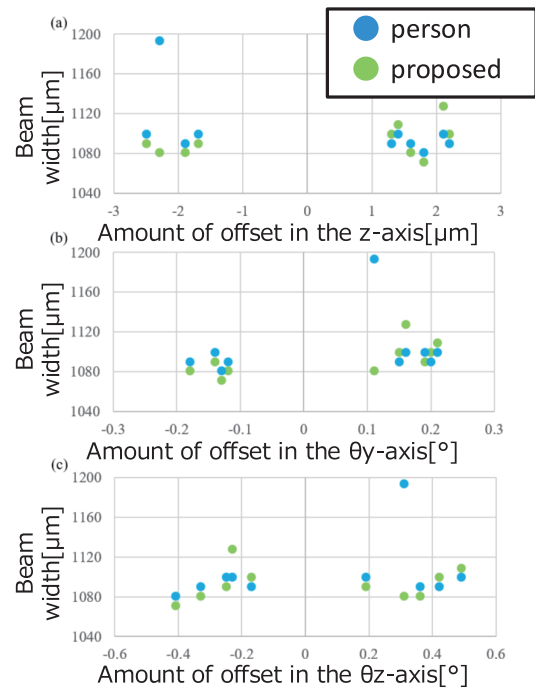 (a)
person
proposed
1200
1160
1120
1080
1040
Beam
width[µm]
-3
-2
-1
0
1
2
3
Amount of offset in the z-axis[µm]
(b)
1200
1160
1120
1080
1040
Beam
width[µm]
-0.3
-0.2
-0.1
0
0.1
0.2
0.3
Amount of offset in the θy-axis[°]
(c)
1200
1160
1120
1080
1040
Beam
width[µm]
-0.6
-0.4
-0.2
0
0.2
0.4
0.6
Amount of offset in the θz-axis[°]